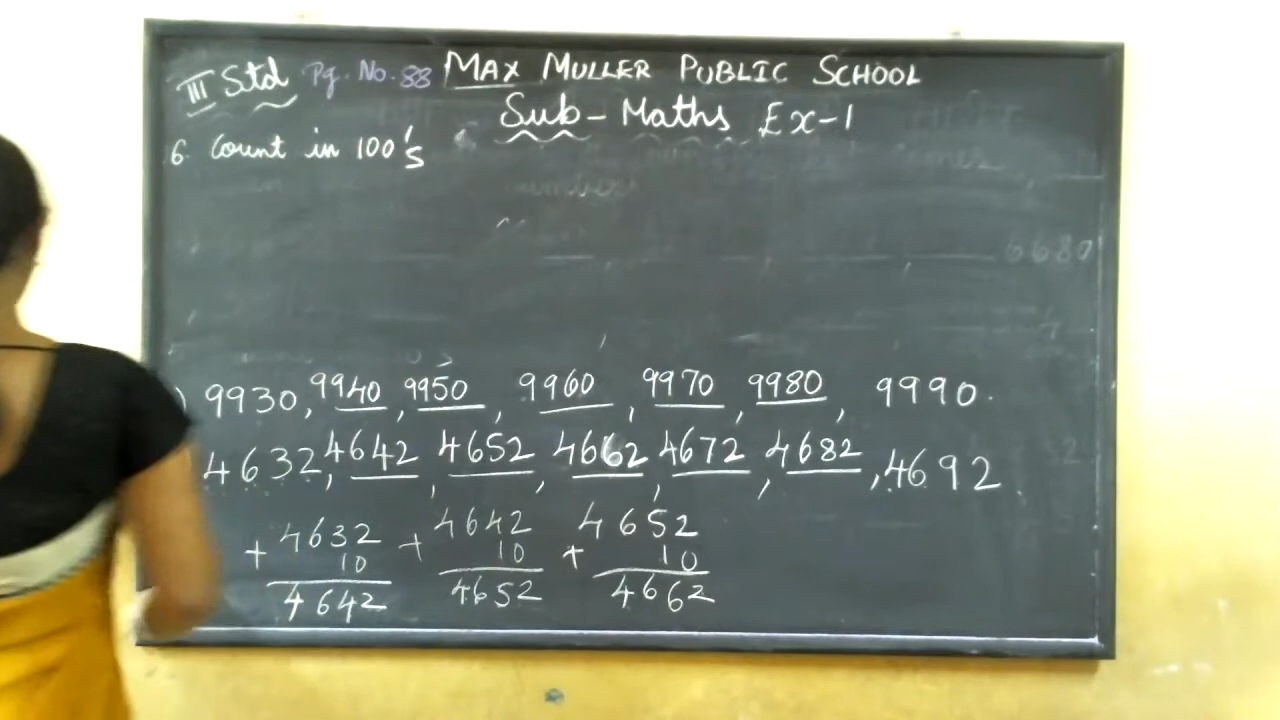 III Std Pg. No. 88 MAX MULLER PUBLIC SCHOOL
Sub - Maths Ex-1
6. Count in 100's
6680
) 9930, 9940, 9950, 9960, 9970, 9980, 9990.
4632, 4642, 4652, 4662, 4672, 4682, 4692.
4632 4642 4652
+ 10 + 10 + 10
4642 4652 4662